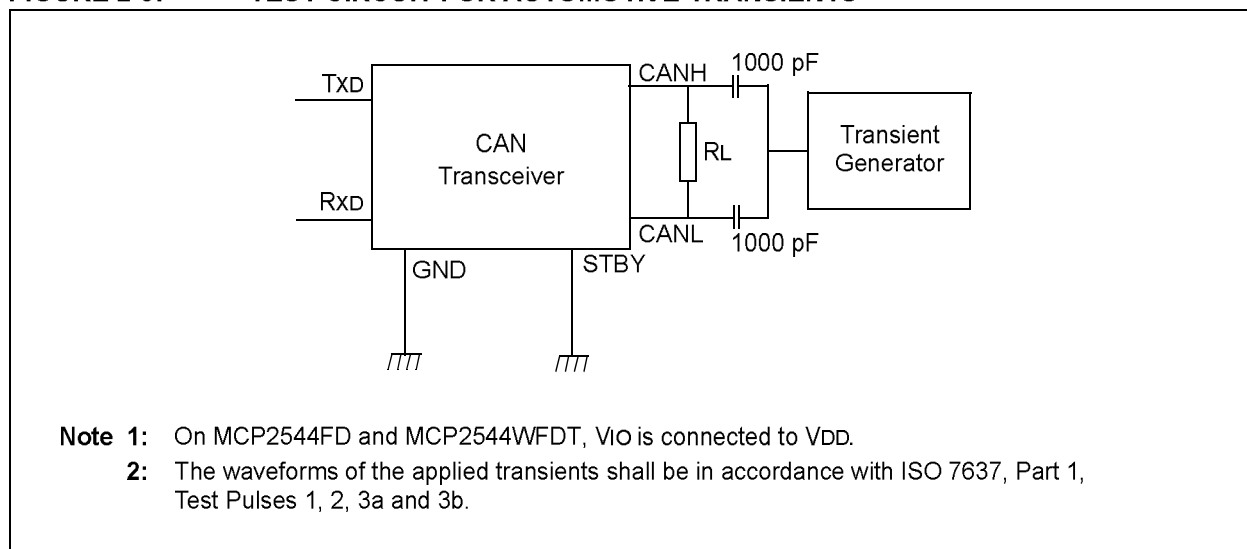 1000 pF
CANH
TXD
CAN
Transceiver
RL
Transient
Generator
RXD
CANL
1000 pF
GND
STBY
Note 1: On MCP2544FD and MCP2544WFDT, VIO is connected to VDD.
2: The waveforms of the applied transients shall be in accordance with ISO 7637, Part 1,
Test Pulses 1, 2, 3a and 3b.